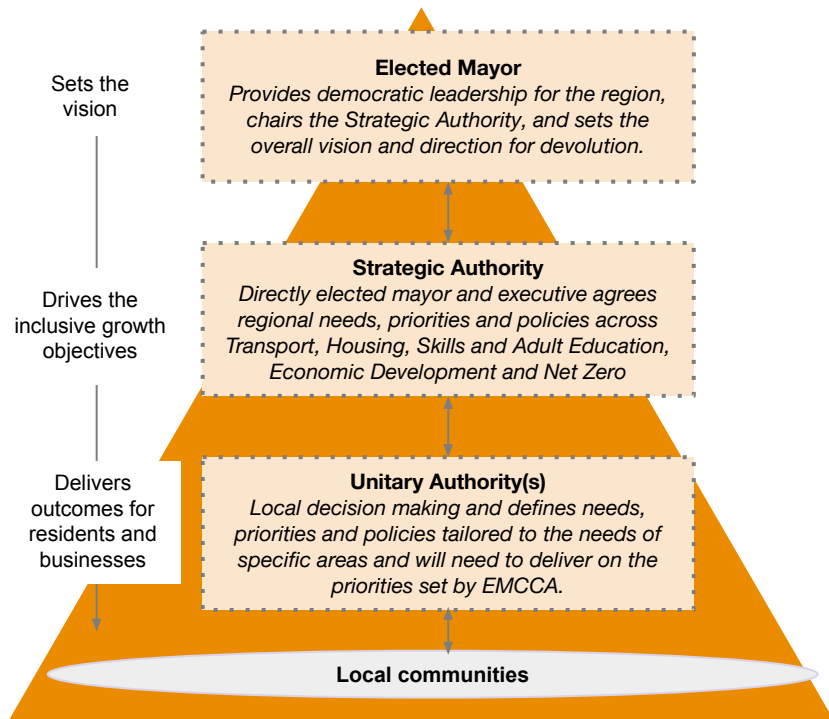 Sets the
vision
Elected Mayor
Provides democratic leadership for the region,
chairs the Strategic Authority, and sets the
overall vision and direction for devolution.
Drives the
inclusive growth
objectives
Strategic Authority
Directly elected mayor and executive agrees
regional needs, priorities and policies across
Transport, Housing, Skills and Adult Education,
Economic Development and Net Zero
Delivers
outcomes for
residents and
businesses
Unitary Authority(s)
Local decision making and defines needs,
priorities and policies tailored to the needs of
specific areas and will need to deliver on the
priorities set by EMCCA.
Local communities